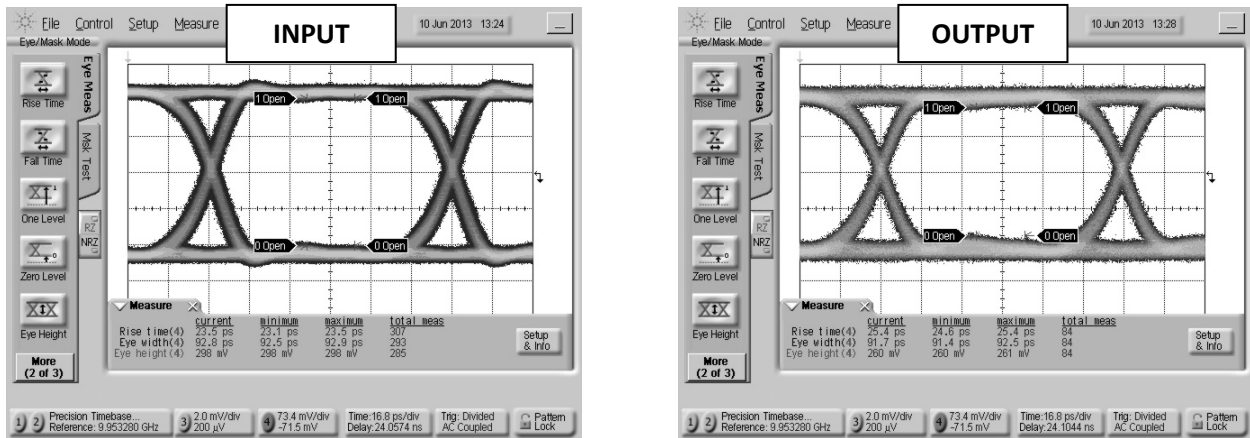 INPUT
File Control Setup Measure
10 Jun 2013 13:24
Eye/Mask Mode
Eye Meas
Msk Test
RZ
NRZ
Rise Time
Fall Time
One Level
Zero Level
Eye Height
More
(2 of 3)
1 Open
1 Open
0 Open
0 Open
Measure
current minimum maximum total meas
Rise time(4) 23.5 ps 23.1 ps 23.5 ps 307
Eye width(4) 92.8 ps 92.5 ps 92.9 ps 293
Eye height(4) 298 mV 298 mV 298 mV 285
Setup
& Info
1 2 Precision Timebase...
Reference: 9.953280 GHz
3 2.0 mV/div
200 µV
4 73.4 mV/div
-71.5 mV
Time:16.8 ps/div
Delay:24.0574 ns
Trig: Divided
AC Coupled
Pattern
Lock
OUTPUT
File Control Setup Measure
10 Jun 2013 13:28
Eye/Mask Mode
Eye Meas
Msk Test
RZ
NRZ
Rise Time
Fall Time
One Level
Zero Level
Eye Height
More
(2 of 3)
1 Open
1 Open
0 Open
0 Open
Measure
current minimum maximum total meas
Rise time(4) 25.4 ps 24.6 ps 25.4 ps 84
Eye width(4) 91.7 ps 91.4 ps 92.5 ps 84
Eye height(4) 260 mV 260 mV 261 mV 84
Setup
& Info
1 2 Precision Timebase...
Reference: 9.953280 GHz
3 2.0 mV/div
200 µV
4 73.4 mV/div
-71.5 mV
Time:16.8 ps/div
Delay:24.1044 ns
Trig: Divided
AC Coupled
Pattern
Lock